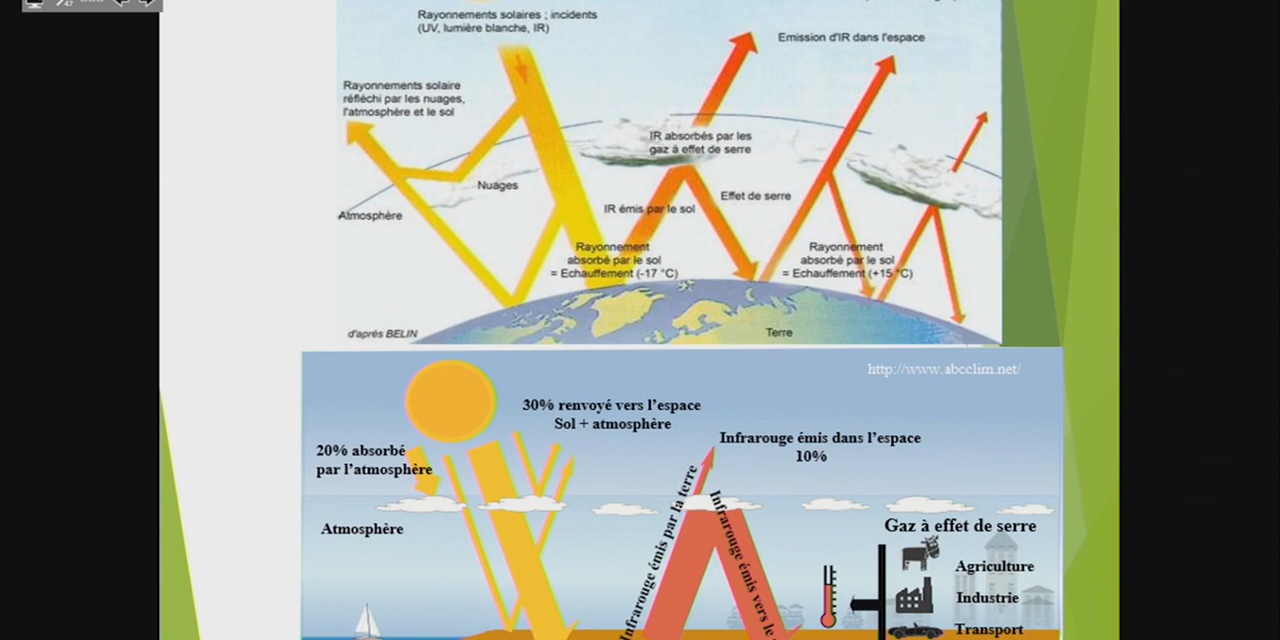 Rayonnements solaires ; incidents
(UV, lumière blanche, IR)
Emission d'IR dans l'espace
Rayonnements solaire
réfléchi par les nuages,
l'atmosphère et le sol
IR absorbés par les
gaz à effet de serre
Nuages
Effet de serre
IR émis par le sol
Atmosphère
Rayonnement
absorbé par le sol
= Echauffement (-17 °C)
Rayonnement
absorbé par le sol
= Echauffement (+15 °C)
d'aprés BELIN
Terre
http://www.abcclim.net/
30% renvoyé vers l'espace
Sol + atmosphère
Infrarouge émis dans l'espace
10%
20% absorbé
par l'atmosphère
Infrarouge émis par la terre
Infrarouge émis vers le
Atmosphère
Gaz à effet de serre
Agriculture
Industrie
Transport